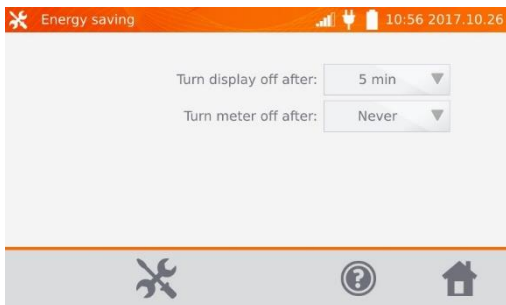 Energy saving 10:56 2017.10.26
Turn display off after: 5 min
Turn meter off after: Never